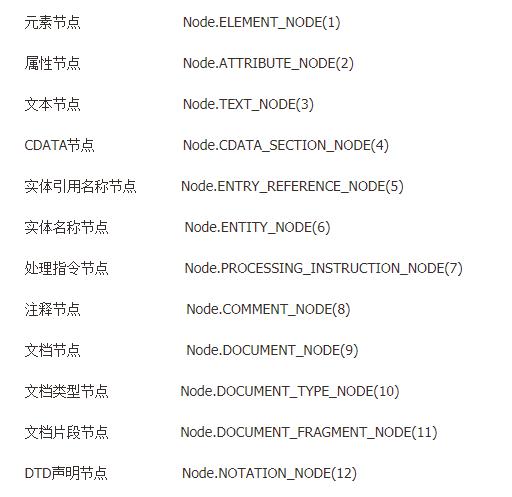 元素节点 Node.ELEMENT_NODE(1)
属性节点 Node.ATTRIBUTE_NODE(2)
文本节点 Node.TEXT_NODE(3)
CDATA节点 Node.CDATA_SECTION_NODE(4)
实体引用名称节点 Node.ENTRY_REFERENCE_NODE(5)
实体名称节点 Node.ENTITY_NODE(6)
处理指令节点 Node.PROCESSING_INSTRUCTION_NODE(7)
注释节点 Node.COMMENT_NODE(8)
文档节点 Node.DOCUMENT_NODE(9)
文档类型节点 Node.DOCUMENT_TYPE_NODE(10)
文档片段节点 Node.DOCUMENT_FRAGMENT_NODE(11)
DTD声明节点 Node.NOTATION_NODE(12)